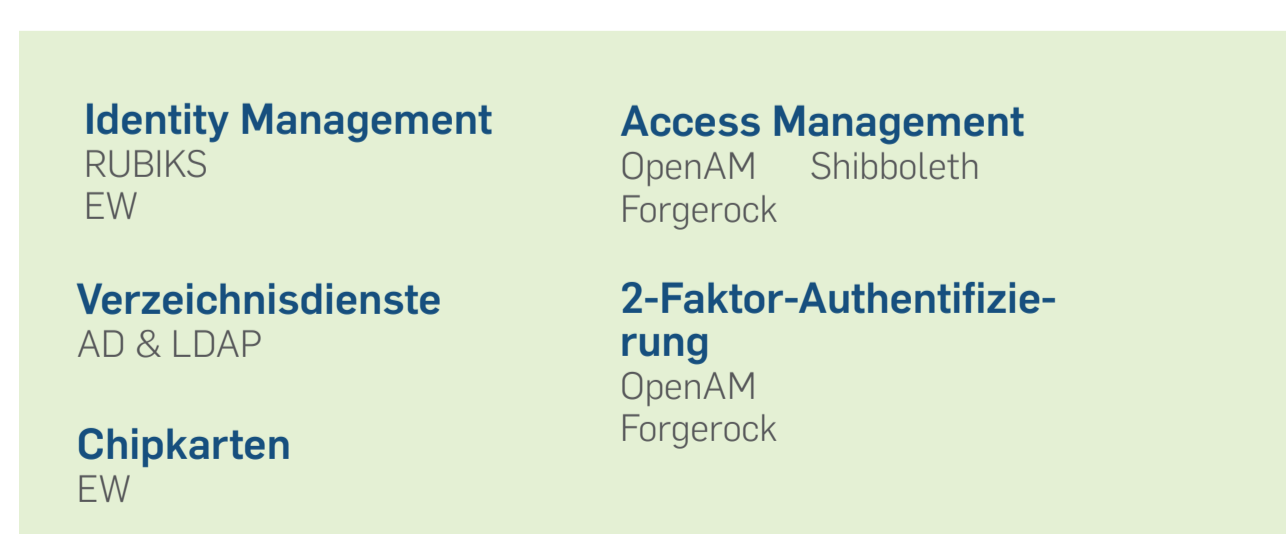 Identity Management
RUBIKS
EW
Verzeichnisdienste
AD & LDAP
Chipkarten
EW
Access Management
OpenAM Shibboleth
Forgerock
2-Faktor-Authentifizie-
rung
OpenAM
Forgerock